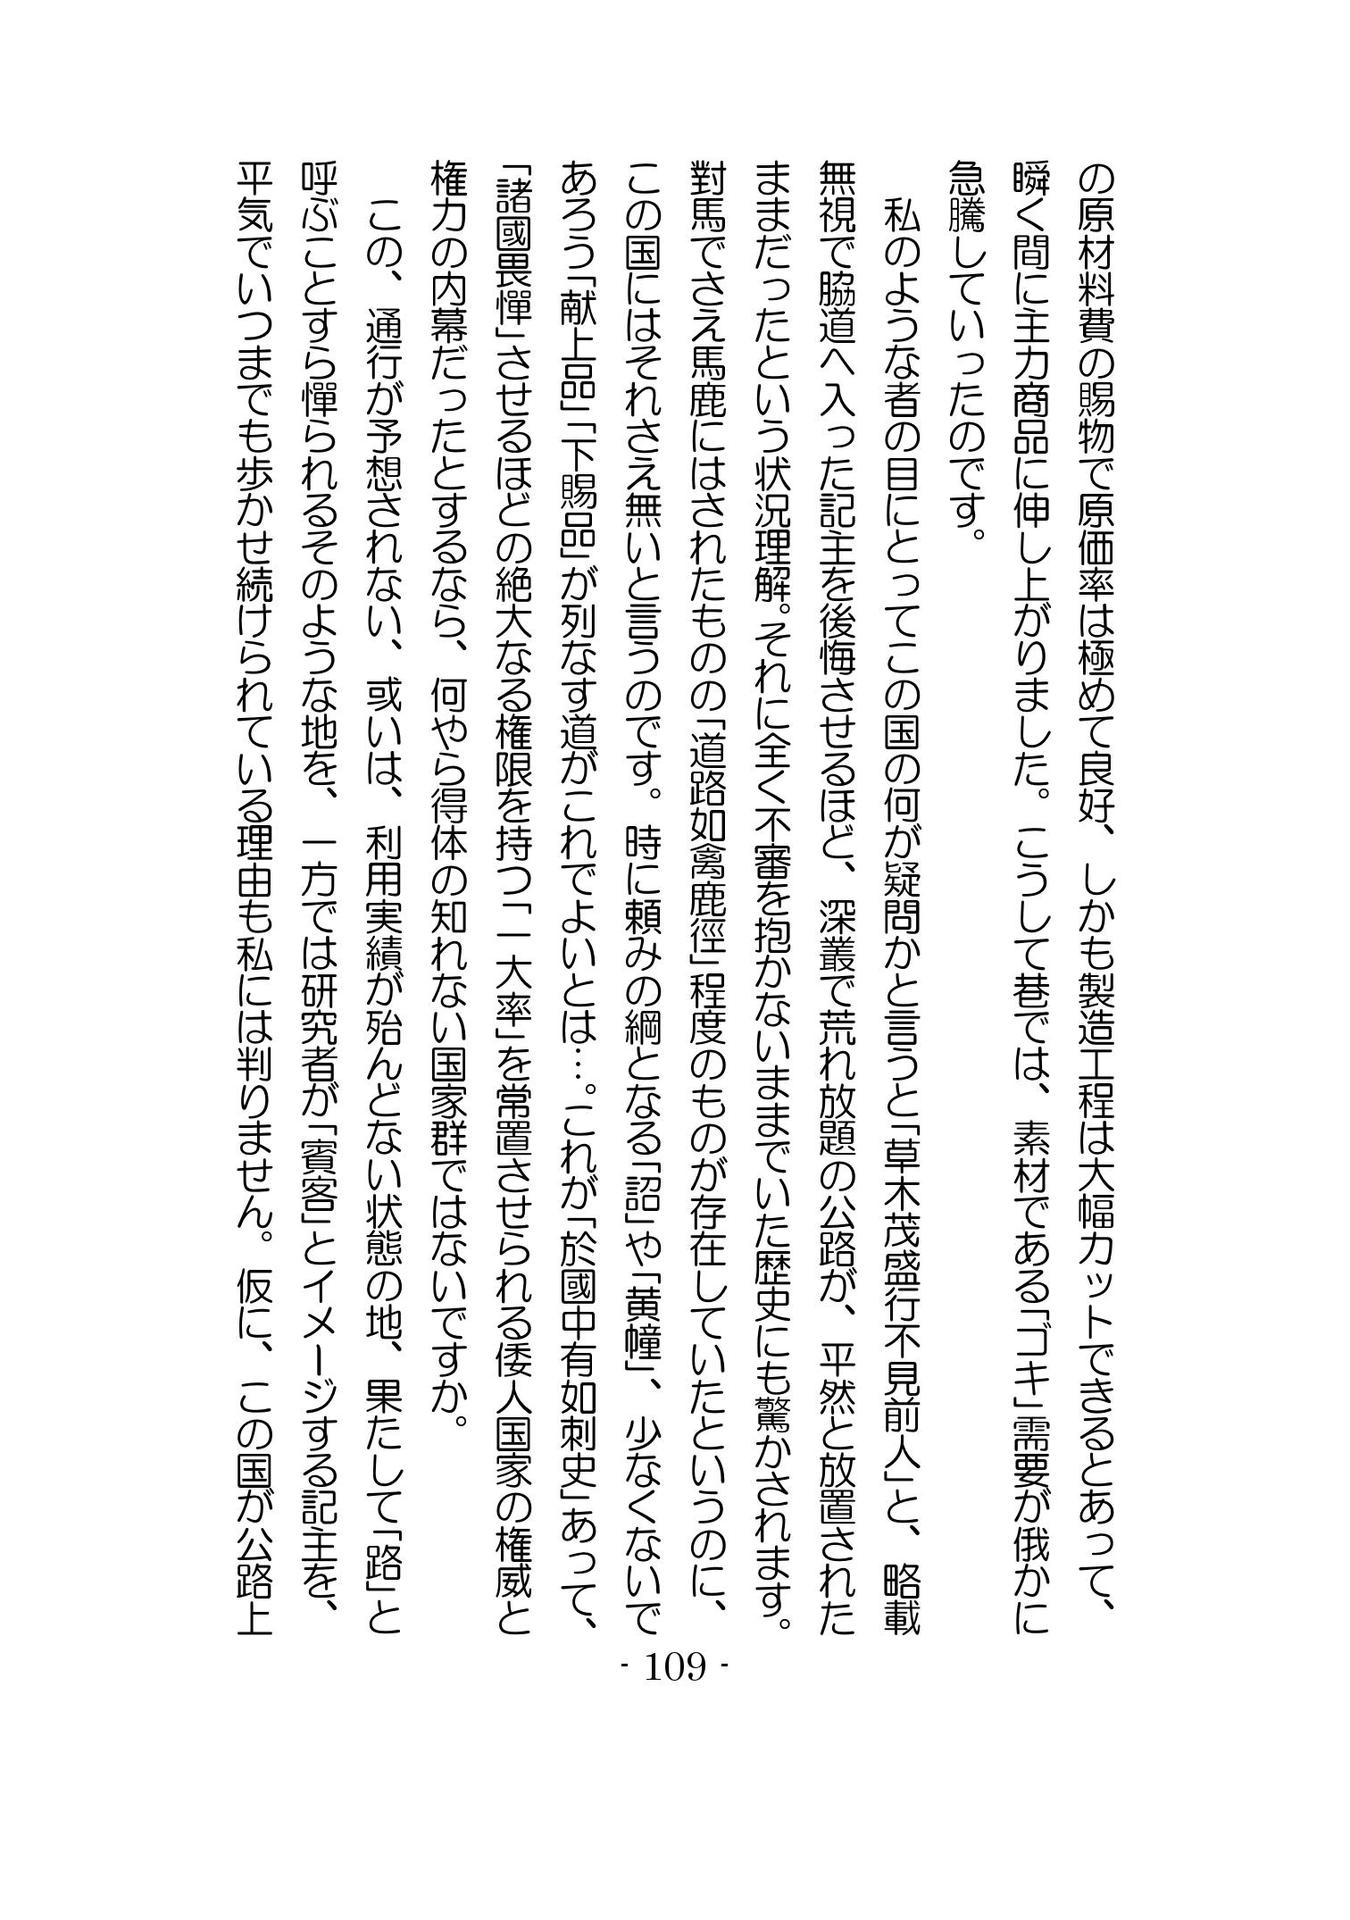 の原材料費の賜物で原価率は極めて良好、しかも製造工程は大幅カットできるとあって、
瞬く間に主力商品に伸し上がりました。こうして巷では、素材である「ゴキ」需要が俄かに
急騰していったのです。
　私のような者の目にとってこの国の何が疑問かと言うと「草木茂盛行不見前人」と、略載
無視で脇道へ入った記主を後悔させるほど、深叢で荒れ放題の公路が、平然と放置された
ままだったという状況理解。それに全く不審を抱かないままでいた歴史にも驚かされます。
對馬でさえ馬鹿にはされたものの「道路如禽鹿徑」程度のものが存在していたというのに、
この国にはそれさえ無いと言うのです。時に頼みの綱となる「詔」や「黄幢」、少なくないで
あろう「献上品」「下賜品」が列なす道がこれでよいとは…。これが「於國中有如刺史」あって、
「諸國畏憚」させるほどの絶大なる権限を持つ「一大率」を常置させられる倭人国家の権威と
権力の内幕だったとするなら、何やら得体の知れない国家群ではないですか。
　この、通行が予想されない、或いは、利用実績が殆んどない状態の地、果たして「路」と
呼ぶことすら憚られるそのような地を、一方では研究者が「賓客」とイメージする記主を、
平気でいつまでも歩かせ続けられている理由も私には判りません。仮に、この国が公路上
- 109 -